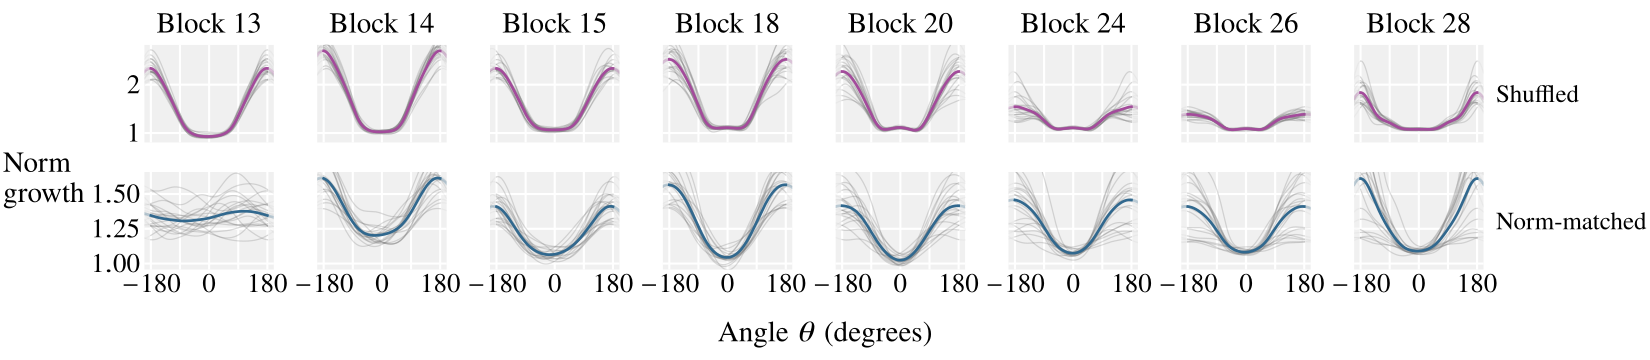 Block 13 Block 14 Block 15 Block 18 Block 20 Block 24 Block 26 Block 28
2
1
Shuffled
Norm
growth
1.50
1.25
1.00
Norm-matched
−180 0 180 −180 0 180 −180 0 180 −180 0 180 −180 0 180 −180 0 180 −180 0 180 −180 0 180
Angle θ (degrees)